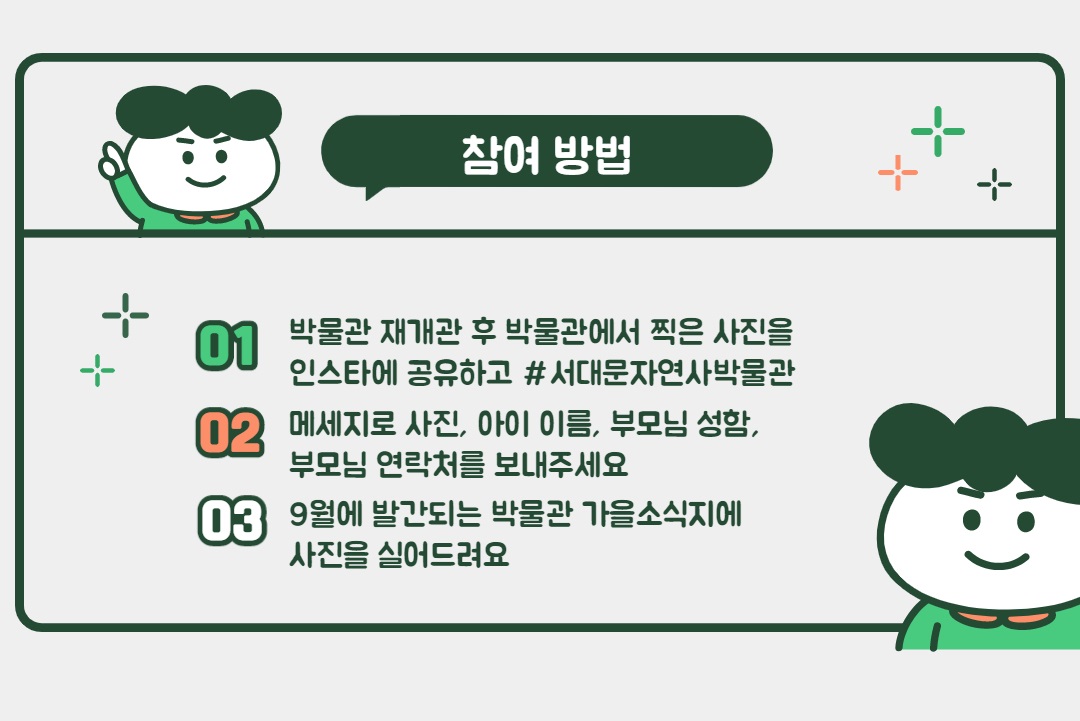 참여 방법
01
박물관 재개관 후 박물관에서 찍은 사진을
인스타에 공유하고 #서대문자연사박물관
02
메세지로 사진, 아이 이름, 부모님 성함,
부모님 연락처를 보내주세요
03
9월에 발간되는 박물관 가을소식지에
사진을 실어드려요